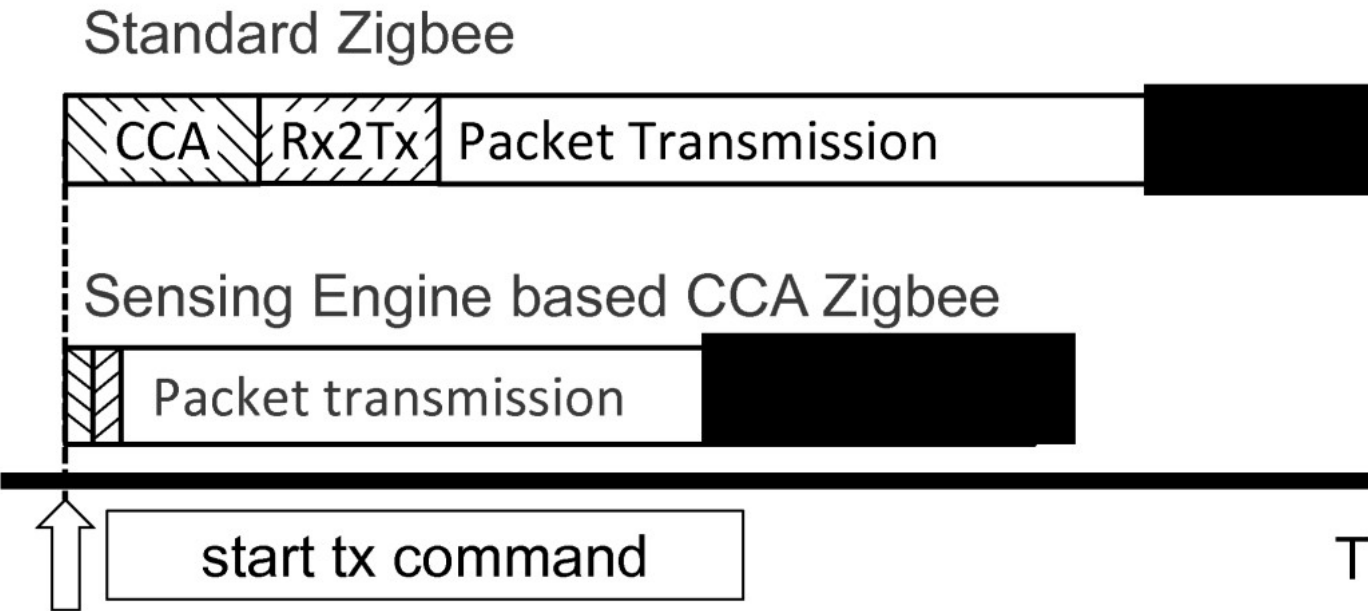 Standard Zigbee
CCA Rx2Tx Packet Transmission
Sensing Engine based CCA Zigbee
Packet transmission
start tx command
T